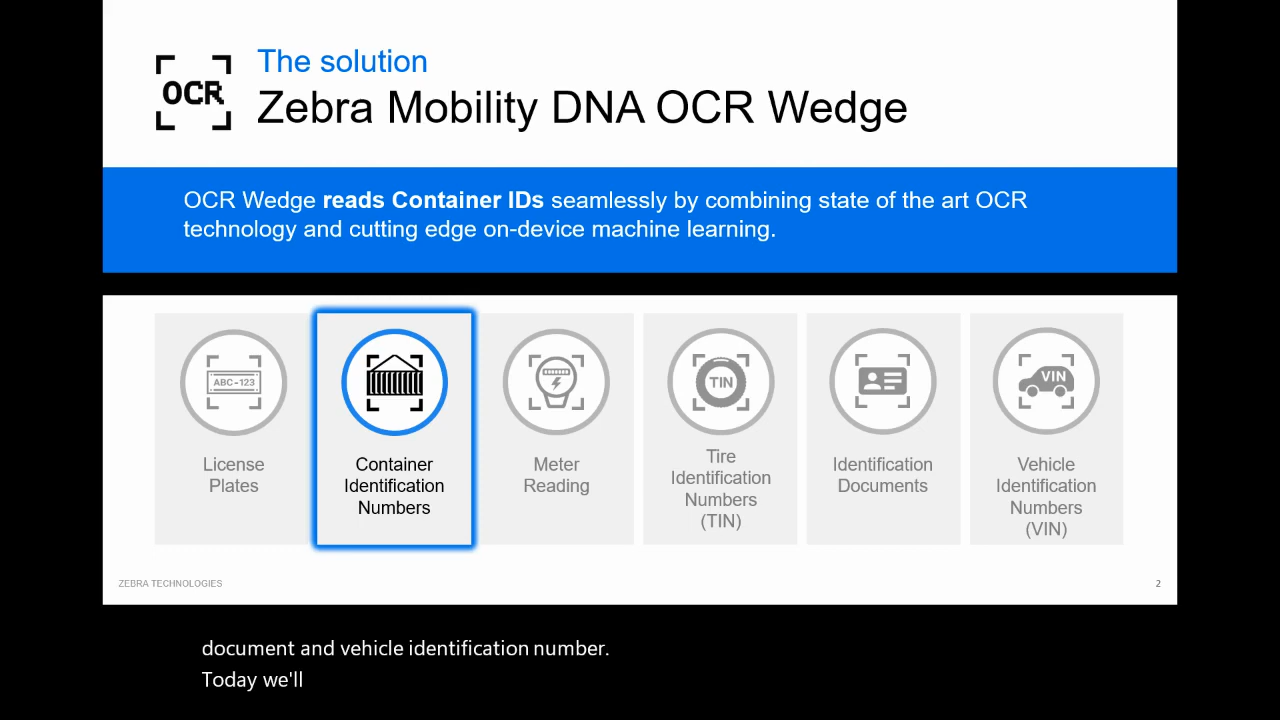 The solution
OCR
Zebra Mobility DNA OCR Wedge
OCR Wedge reads Container IDs seamlessly by combining state of the art OCR
technology and cutting edge on-device machine learning.
ABC-123
License
Plates
Container
Identification
Numbers
Meter
Reading
TIN
Tire
Identification
Numbers
(TIN)
Identification
Documents
VIN
Vehicle
Identification
Numbers
(VIN)
ZEBRA TECHNOLOGIES
2
document and vehicle identification number.
Today we'll